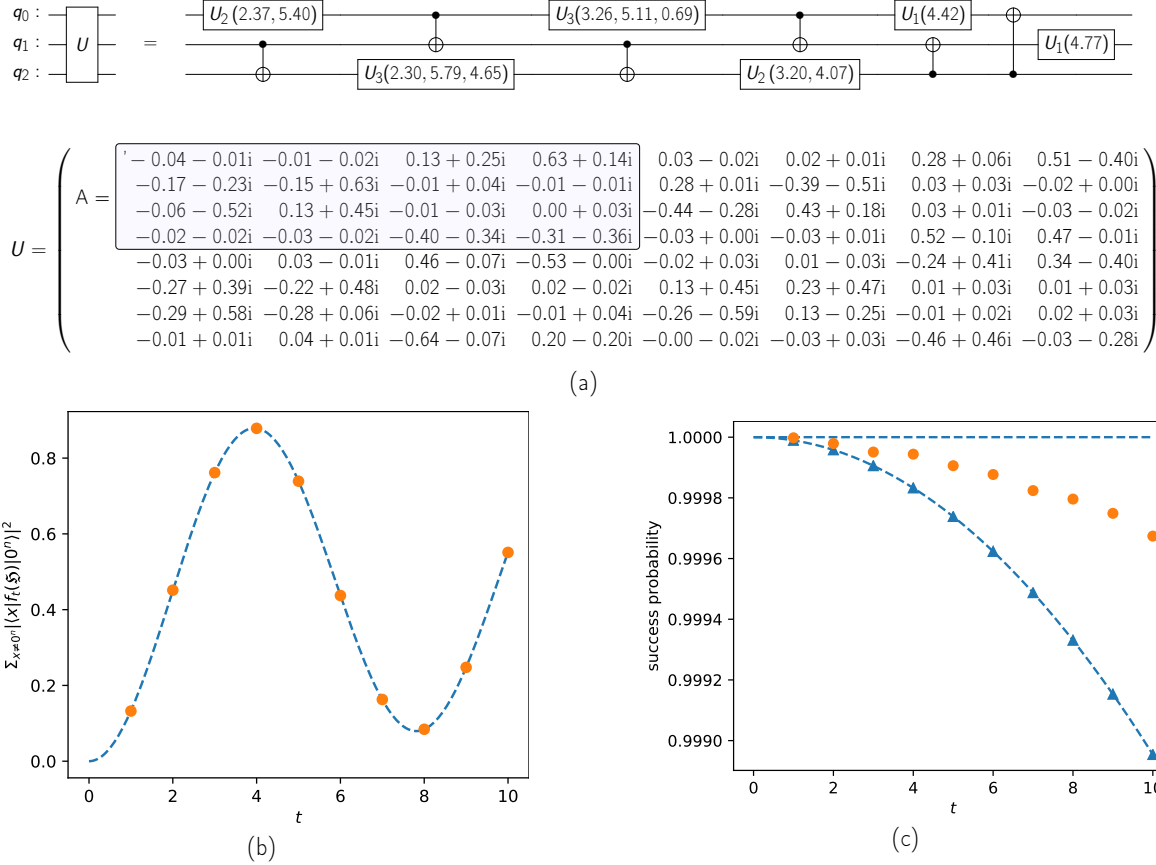 q0 : U2(2.37, 5.40) U3(3.26, 5.11, 0.69) U1(4.42)
q1 : U = U1(4.77)
q2 : U3(2.30, 5.79, 4.65) U2(3.20, 4.07)
'− 0.04 − 0.01i −0.01 − 0.02i 0.13 + 0.25i 0.63 + 0.14i 0.03 − 0.02i 0.02 + 0.01i 0.28 + 0.06i 0.51 − 0.40i
A = −0.17 − 0.23i −0.15 + 0.63i −0.01 + 0.04i −0.01 − 0.01i 0.28 + 0.01i −0.39 − 0.51i 0.03 + 0.03i −0.02 + 0.00i
−0.06 − 0.52i 0.13 + 0.45i −0.01 − 0.03i 0.00 + 0.03i −0.44 − 0.28i 0.43 + 0.18i 0.03 + 0.01i −0.03 − 0.02i
−0.02 − 0.02i −0.03 − 0.02i −0.40 − 0.34i −0.31 − 0.36i −0.03 + 0.00i −0.03 + 0.01i 0.52 − 0.10i 0.47 − 0.01i
U =
−0.03 + 0.00i 0.03 − 0.01i 0.46 − 0.07i −0.53 − 0.00i −0.02 + 0.03i 0.01 − 0.03i −0.24 + 0.41i 0.34 − 0.40i
−0.27 + 0.39i −0.22 + 0.48i 0.02 − 0.03i 0.02 − 0.02i 0.13 + 0.45i 0.23 + 0.47i 0.01 + 0.03i 0.01 + 0.03i
−0.29 + 0.58i −0.28 + 0.06i −0.02 + 0.01i −0.01 + 0.04i −0.26 − 0.59i 0.13 − 0.25i −0.01 + 0.02i 0.02 + 0.03i
−0.01 + 0.01i 0.04 + 0.01i −0.64 − 0.07i 0.20 − 0.20i −0.00 − 0.02i −0.03 + 0.03i −0.46 + 0.46i −0.03 − 0.28i
(a)
Σx≠0ⁿ|⟨x|ft(ℌ)|0ⁿ⟩|²
0.8
0.6
0.4
0.2
0.0
0 2 4 6 8 10
t
(b)
success probability
1.0000
0.9998
0.9996
0.9994
0.9992
0.9990
0 2 4 6 8 10
t
(c)